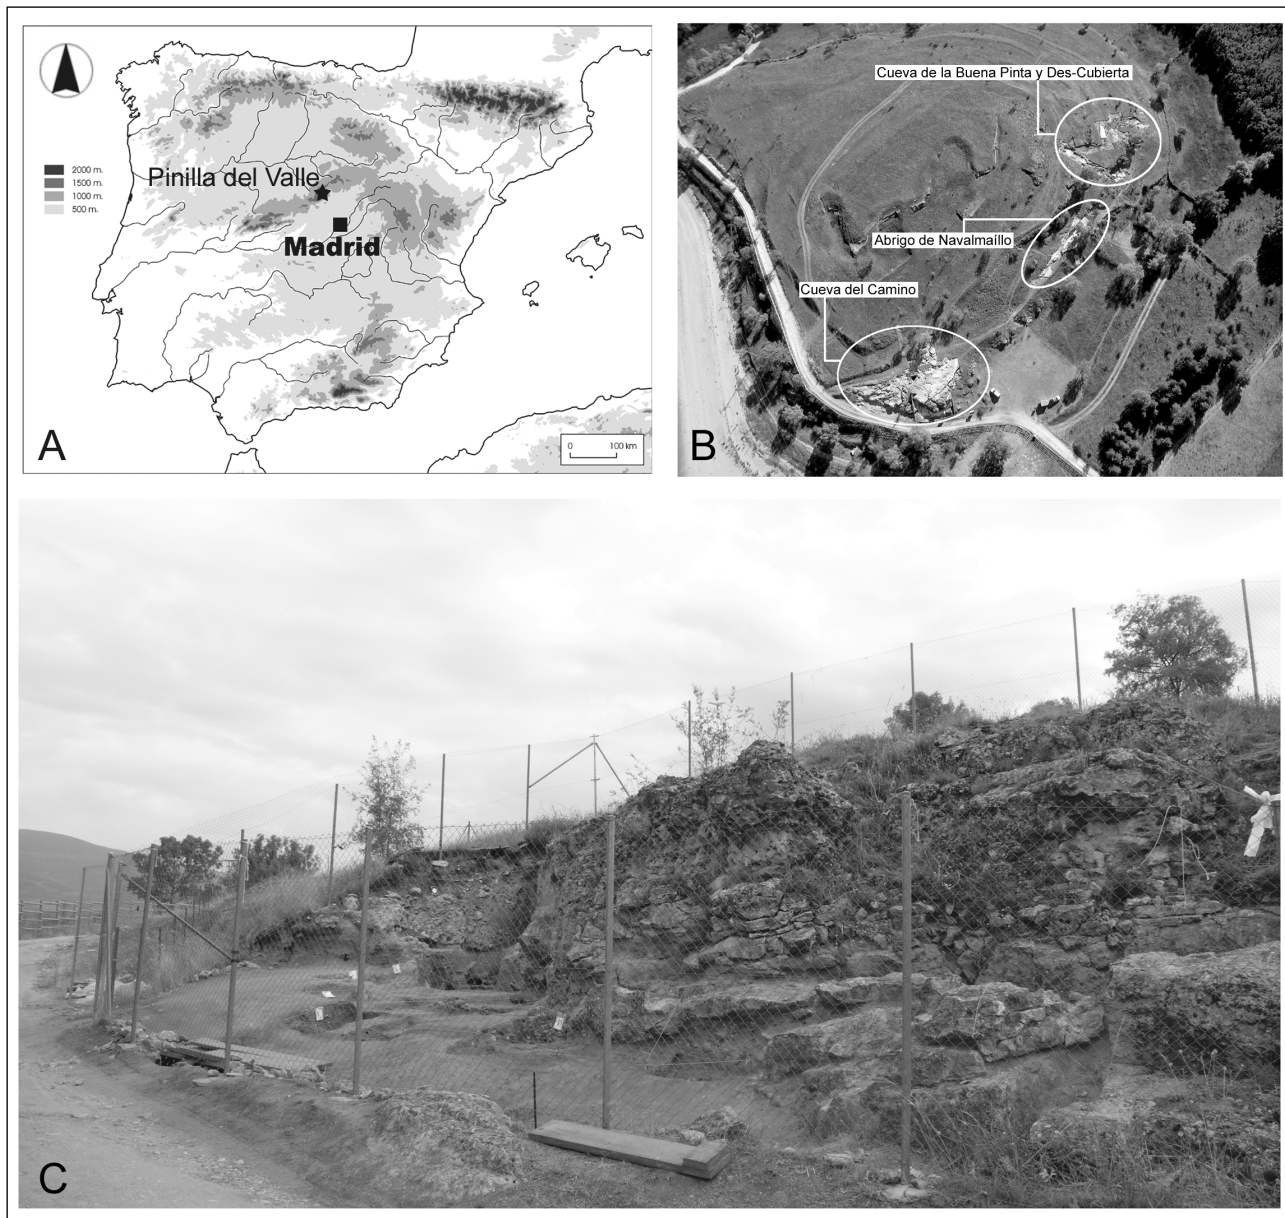 2000 m.
1500 m.
1000 m.
500 m.
Pinilla del Valle
Madrid
A
0 100 km
Cueva de la Buena Pinta y Des-Cubierta
Abrigo de Navalmaíllo
Cueva del Camino
B
C